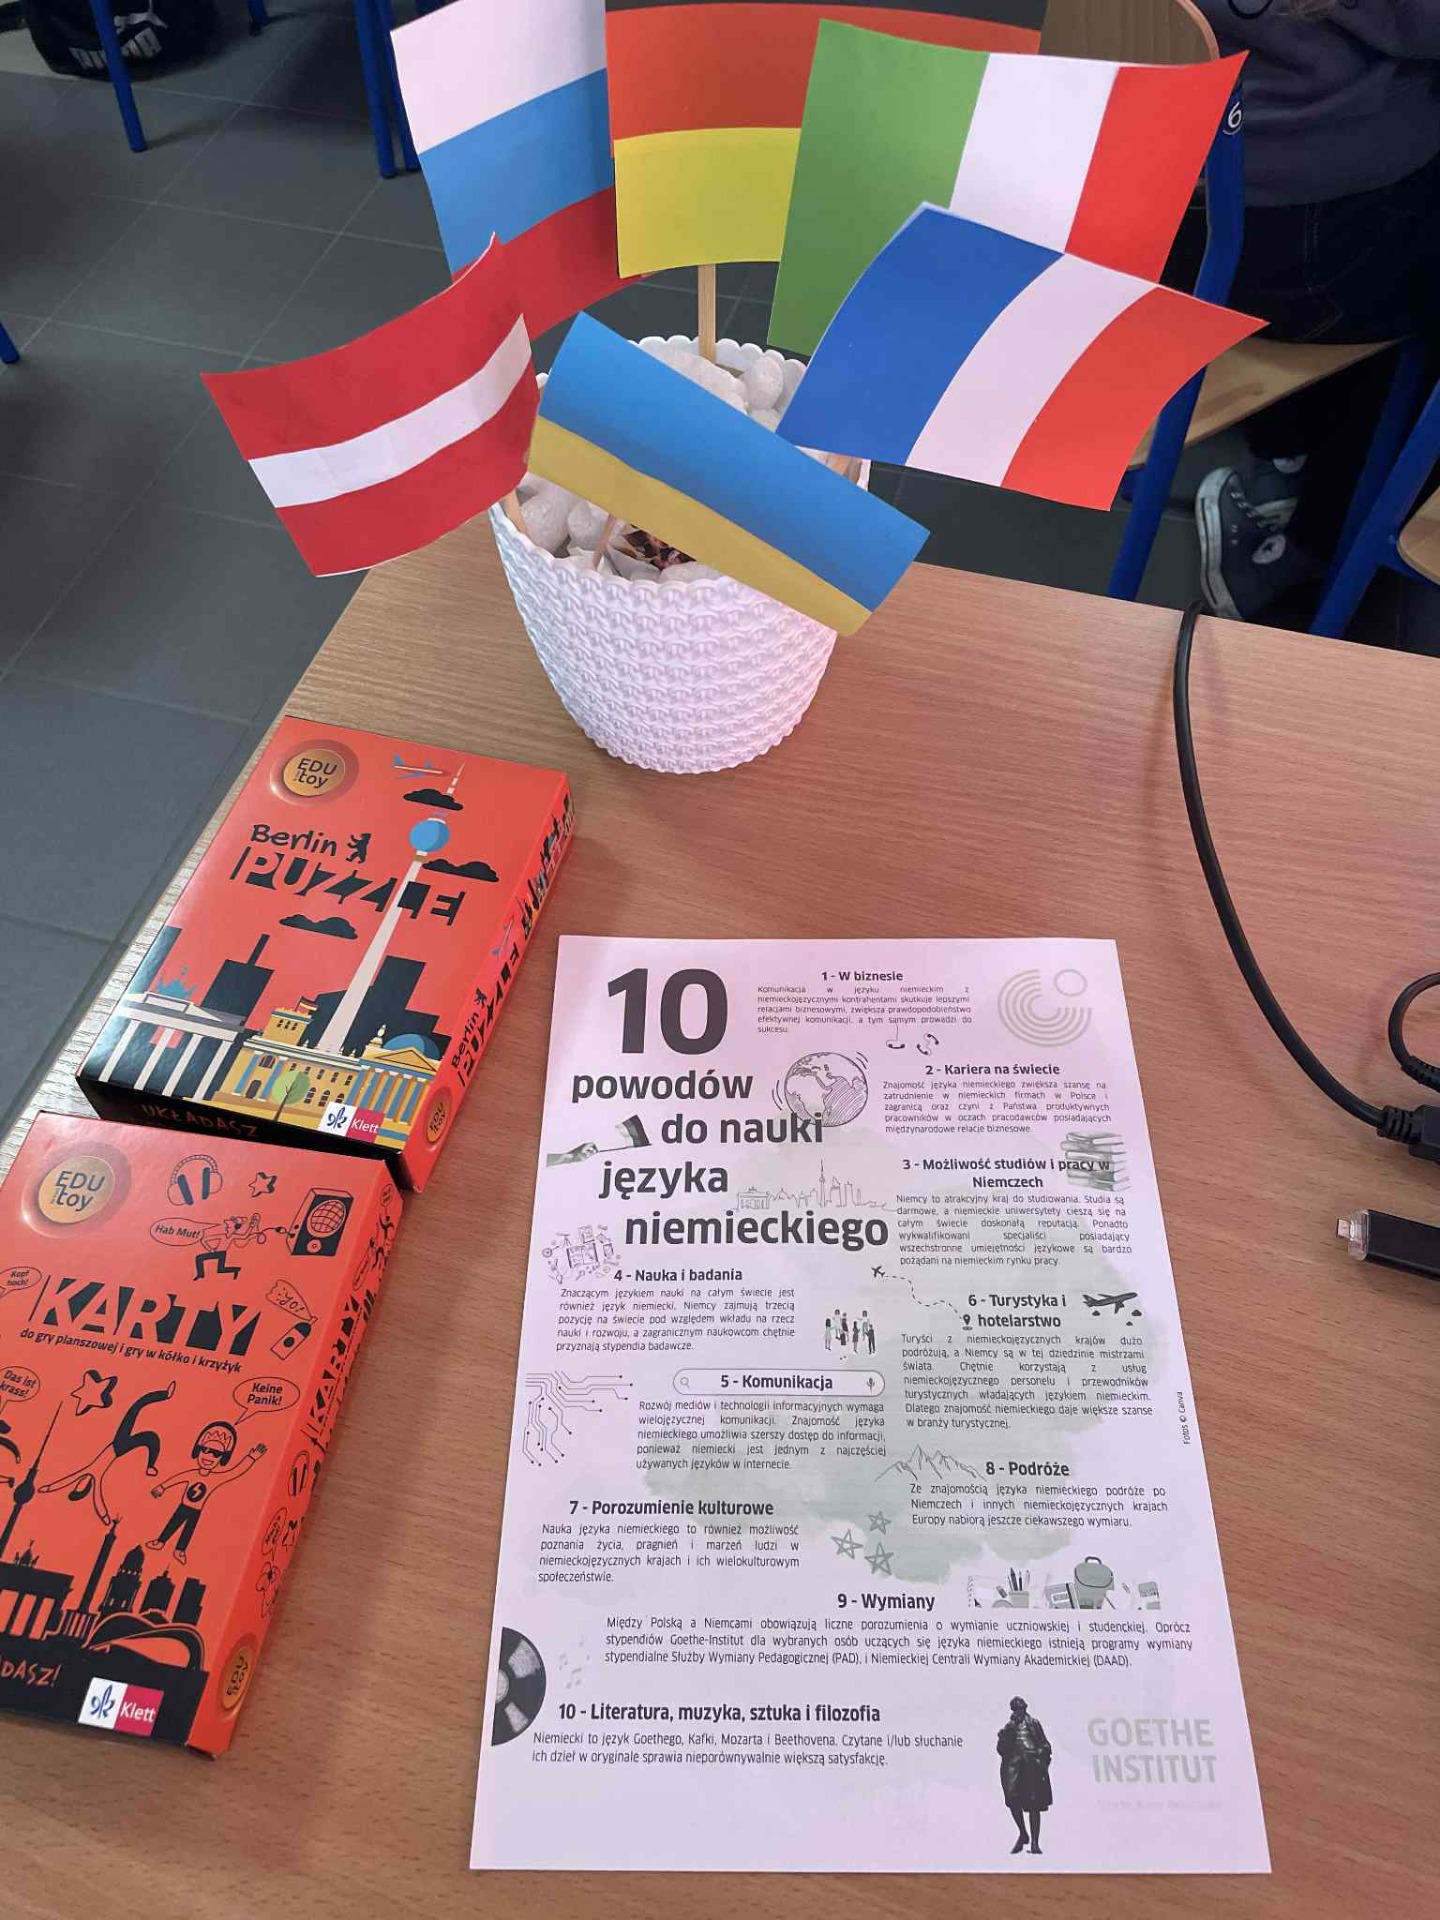 6
EDU
toy
Berlin
PUZZLE
Berlin
PUZZLE
UKŁADASZ
Klett
EDU
toy
EDU
toy
Hab Mut!
Kopf
hoch!
Yo!
KARTY
do gry planszowej i gry w kółko i krzyżyk
KARTY
Das ist
krass!
Keine
Panik!
ADASZ!
Klett
EDU
10
powodów
do nauki
języka
niemieckiego
1 - W biznesie
Komunikacja w języku niemieckim z
niemieckojęzycznymi kontrahentami skutkuje lepszymi
relacjami biznesowymi, zwiększa prawdopodobieństwo
efektywnej komunikacji, a tym samym prowadzi do
sukcesu.
2 - Kariera na świecie
Znajomość języka niemieckiego zwiększa szansę na
zatrudnienie w niemieckich firmach w Polsce i
zagranicą oraz czyni z Państwa produktywnych
pracowników w oczach pracodawców posiadających
międzynarodowe relacje biznesowe.
3 - Możliwość studiów i pracy w
Niemczech
Niemcy to atrakcyjny kraj do studiowania. Studia są
darmowe, a niemieckie uniwersytety cieszą się na
całym świecie doskonałą reputacją. Ponadto
wykwalifikowani specjaliści posiadający
wszechstronne umiejętności językowe są bardzo
pożądani na niemieckim rynku pracy.
4 - Nauka i badania
Znaczącym językiem nauki na całym świecie jest
również język niemiecki. Niemcy zajmują trzecią
pozycję na świecie pod względem wkładu na rzecz
nauki i rozwoju, a zagranicznym naukowcom chętnie
przyznają stypendia badawcze.
6 - Turystyka i
hotelarstwo
Turyści z niemieckojęzycznych krajów dużo
podróżują, a Niemcy są w tej dziedzinie mistrzami
świata. Chętnie korzystają z usług
niemieckojęzycznego personelu i przewodników
turystycznych władających językiem niemieckim.
Dlatego znajomość niemieckiego daje większe szanse
w branży turystycznej.
5 - Komunikacja
Rozwój mediów i technologii informacyjnych wymaga
wielojęzycznej komunikacji. Znajomość języka
niemieckiego umożliwia szerszy dostęp do informacji,
ponieważ niemiecki jest jednym z najczęściej
używanych języków w internecie.
Fotos © Canva
8 - Podróże
Ze znajomością języka niemieckiego podróże po
Niemczech i innych niemieckojęzycznych krajach
Europy nabiorą jeszcze ciekawszego wymiaru.
7 - Porozumienie kulturowe
Nauka języka niemieckiego to również możliwość
poznania życia, pragnień i marzeń ludzi w
niemieckojęzycznych krajach i ich wielokulturowym
społeczeństwie.
9 - Wymiany
Między Polską a Niemcami obowiązują liczne porozumienia o wymianie uczniowskiej i studenckiej. Oprócz
stypendiów Goethe-Institut dla wybranych osób uczących się języka niemieckiego istnieją programy wymiany
stypendialne Służby Wymiany Pedagogicznej (PAD), i Niemieckiej Centrali Wymiany Akademickiej (DAAD).
10 - Literatura, muzyka, sztuka i filozofia
Niemiecki to język Goethego, Kafki, Mozarta i Beethovena. Czytane i/lub słuchanie
ich dzieł w oryginale sprawia nieporównywalnie większą satysfakcję.
GOETHE
INSTITUT